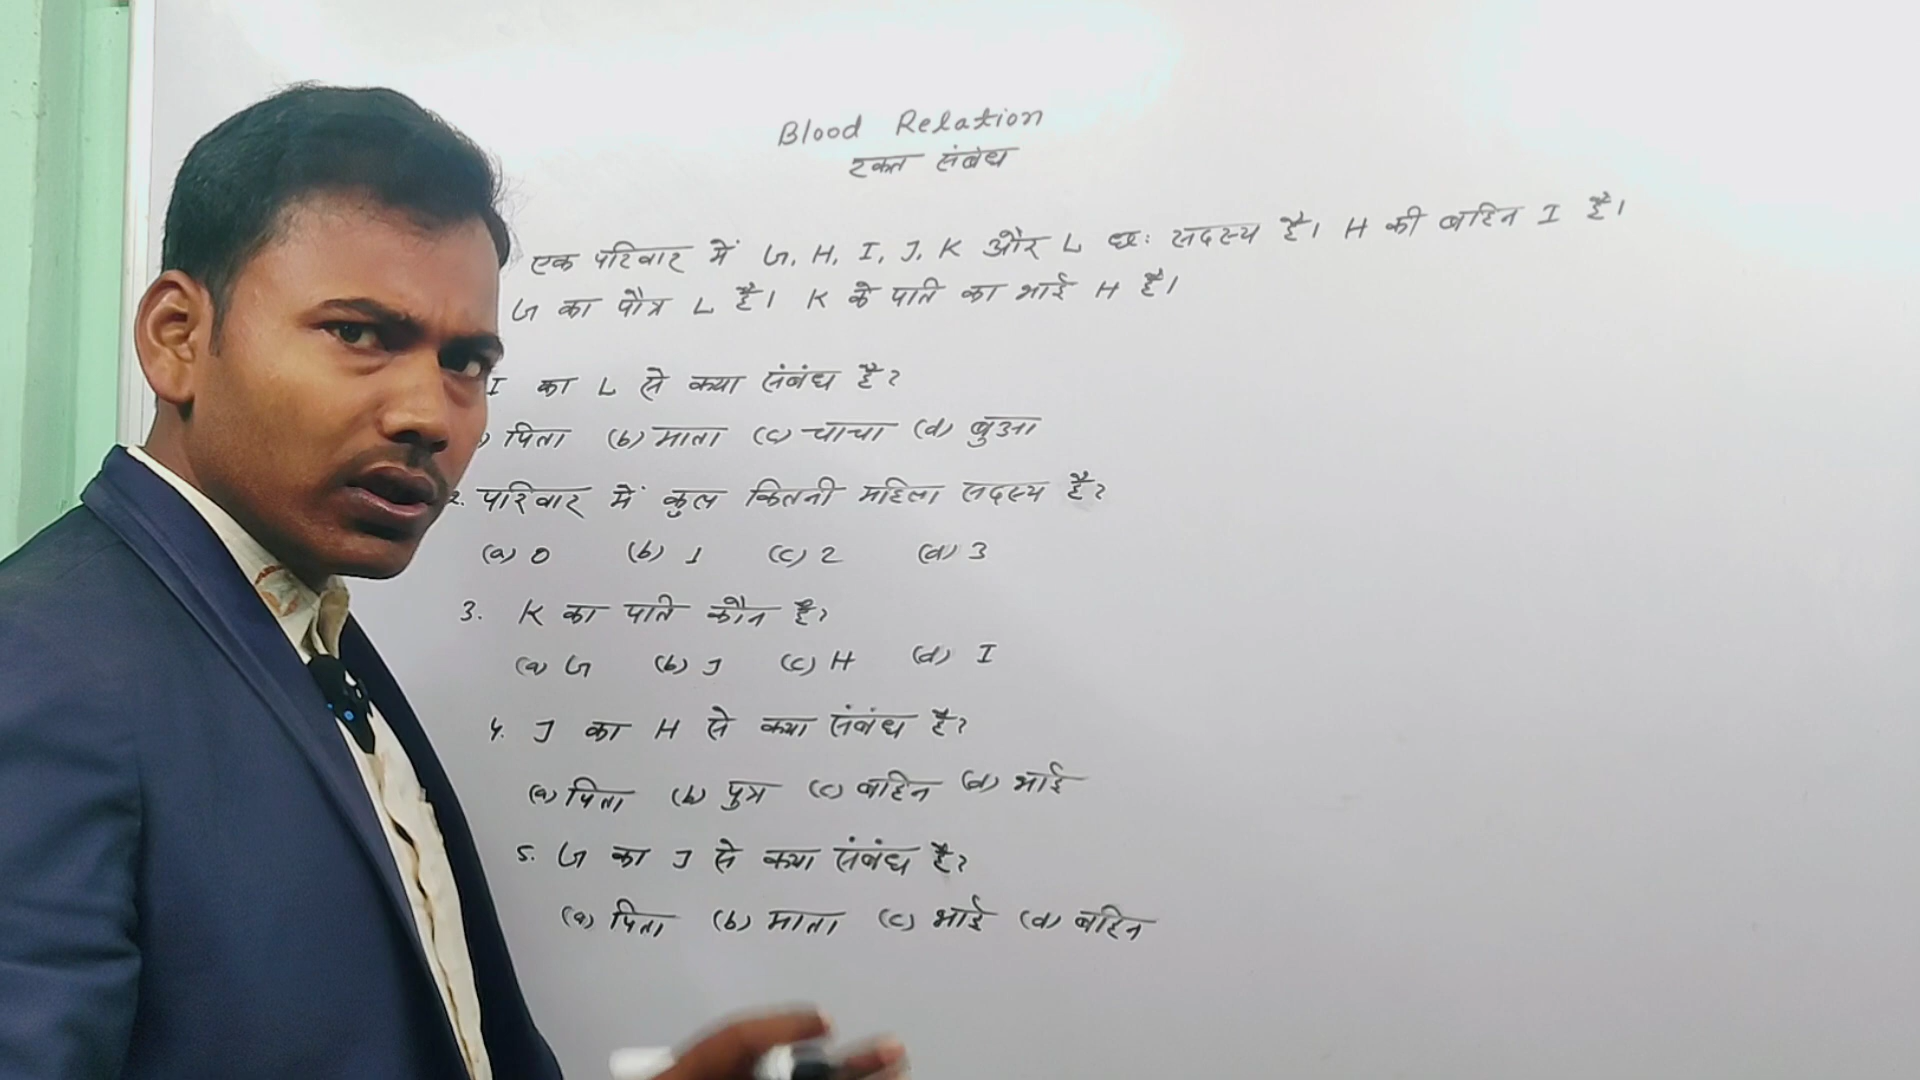 Blood Relation
रक्त संबंध
एक परिवार में G, H, I, J, K और L छः सदस्य है। H की बहिन I है।
G का पौत्र L है। K के पति का भाई H है।
I का L से क्या संबंध है?
) पिता (b) माता (c) चाचा (d) बुआ
2. परिवार में कुल कितनी महिला सदस्य है?
(a) 0 (b) 1 (c) 2 (d) 3
3. K का पति कौन है?
(a) G (b) J (c) H (d) I
4. J का H से क्या संबंध है?
(a) पिता (b) पुत्र (c) बहिन (d) भाई
5. G का J से क्या संबंध है?
(a) पिता (b) माता (c) भाई (d) बहिन